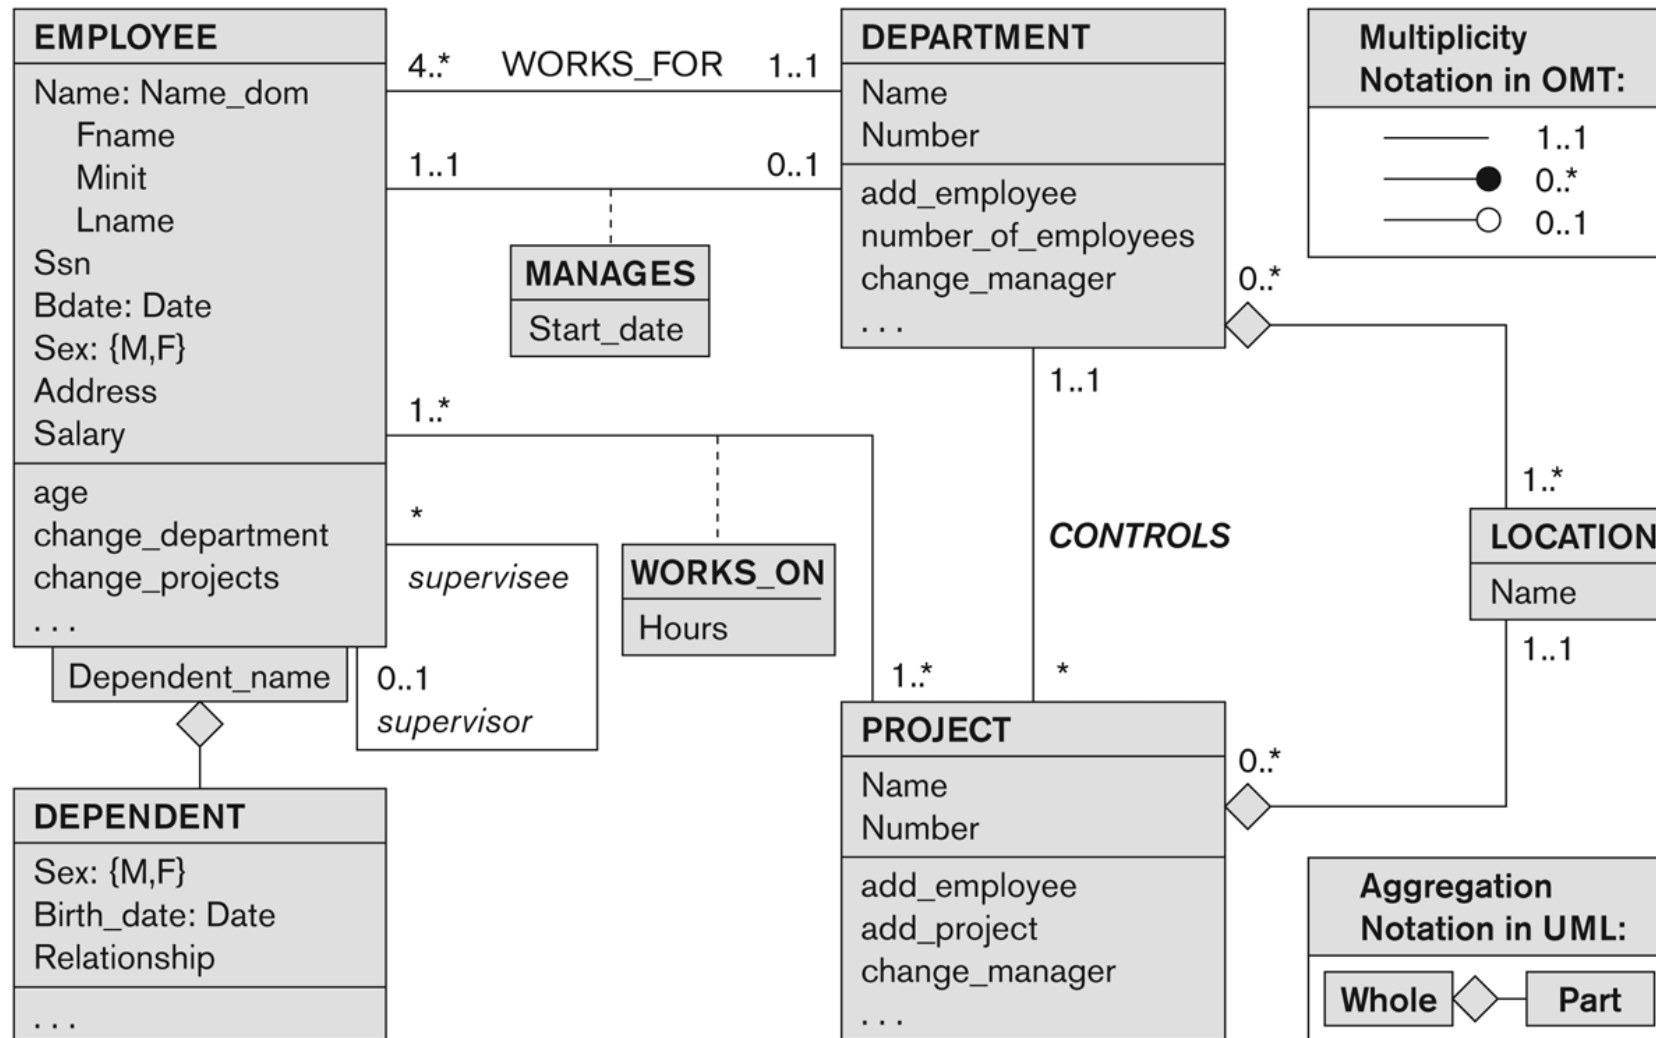 EMPLOYEE
Name: Name_dom
Fname
Minit
Lname
Ssn
Bdate: Date
Sex: {M,F}
Address
Salary
age
change_department
change_projects
. . .
Dependent_name
DEPENDENT
Sex: {M,F}
Birth_date: Date
Relationship
. . .
4..* WORKS_FOR 1..1
1..1 0..1
MANAGES
Start_date
1..*
*
supervisee
0..1
supervisor
WORKS_ON
Hours
1..*
DEPARTMENT
Name
Number
add_employee
number_of_employees
change_manager
. . .
1..1
CONTROLS
*
PROJECT
Name
Number
add_employee
add_project
change_manager
. . .
Multiplicity
Notation in OMT:
1..1
0..*
0..1
0..*
1..*
LOCATION
Name
1..1
0..*
Aggregation
Notation in UML:
Whole Part